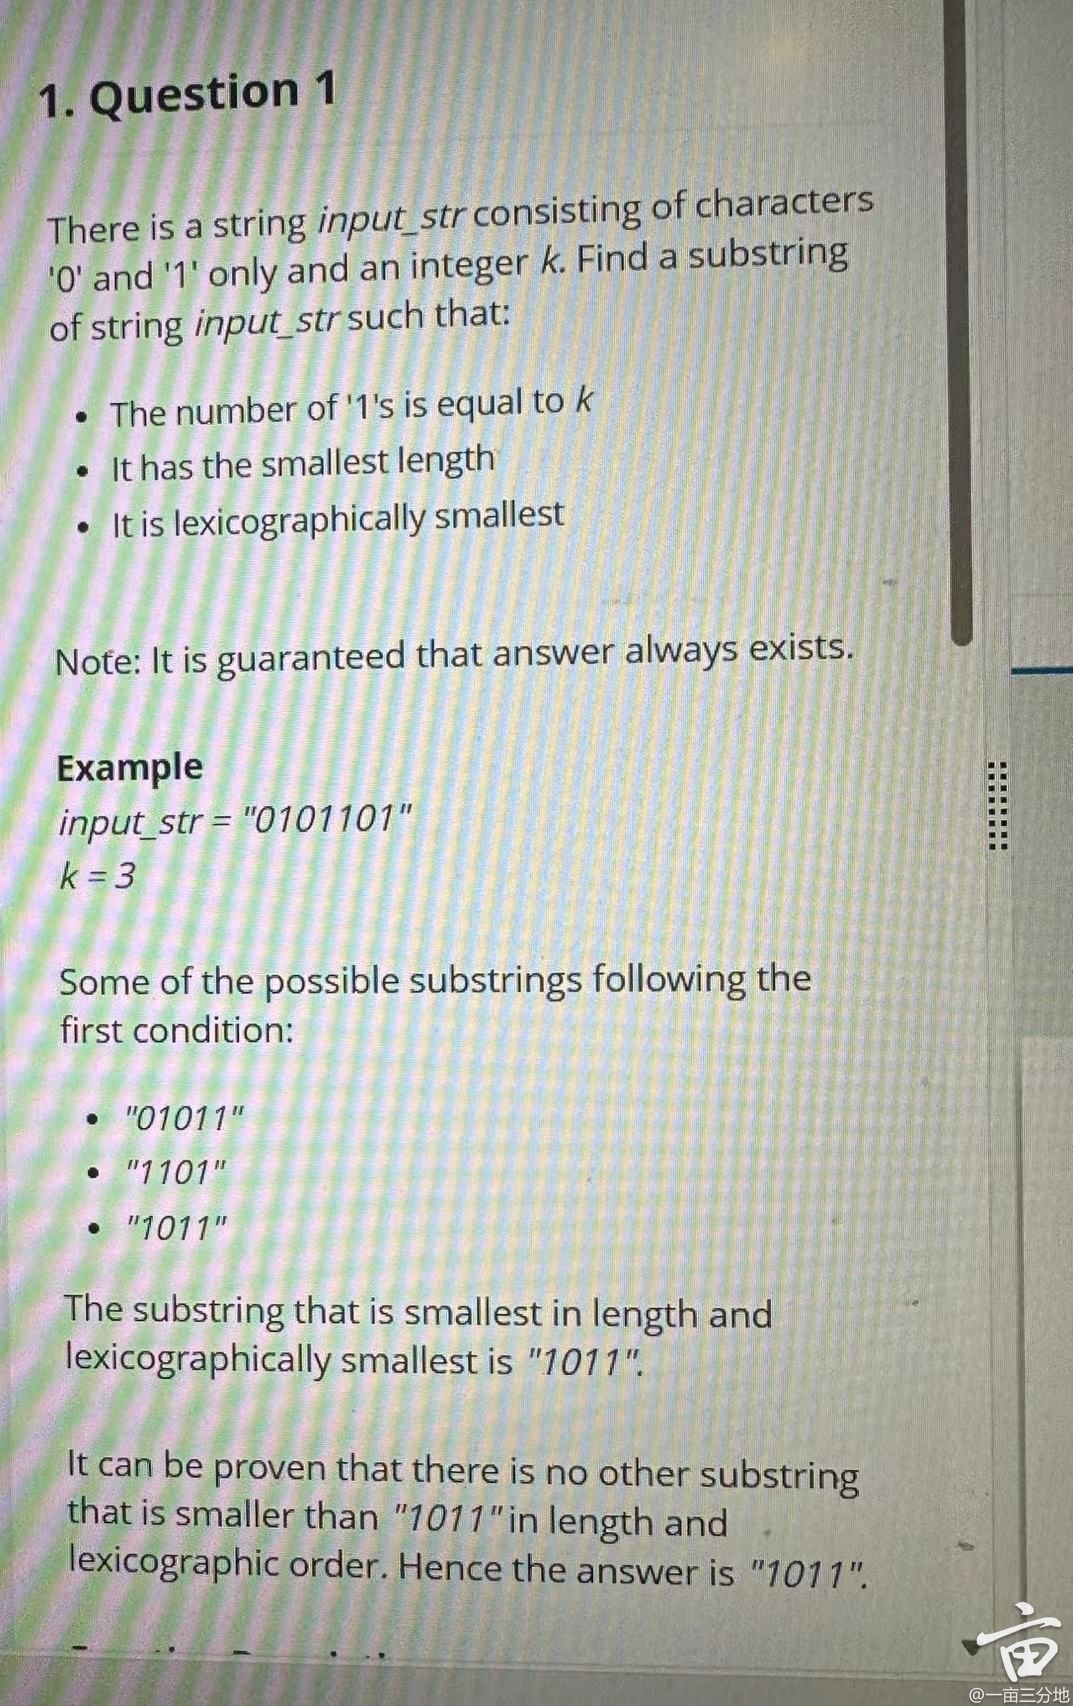 1. Question 1
There is a string input_str consisting of characters
'0' and '1' only and an integer k. Find a substring
of string input_str such that:
• The number of '1's is equal to k
• It has the smallest length
• It is lexicographically smallest
Note: It is guaranteed that answer always exists.
Example
input_str = "0101101"
k = 3
Some of the possible substrings following the
first condition:
• "01011"
• "1101"
• "1011"
The substring that is smallest in length and
lexicographically smallest is "1011".
It can be proven that there is no other substring
that is smaller than "1011" in length and
lexicographic order. Hence the answer is "1011".
亩
@一亩三分地